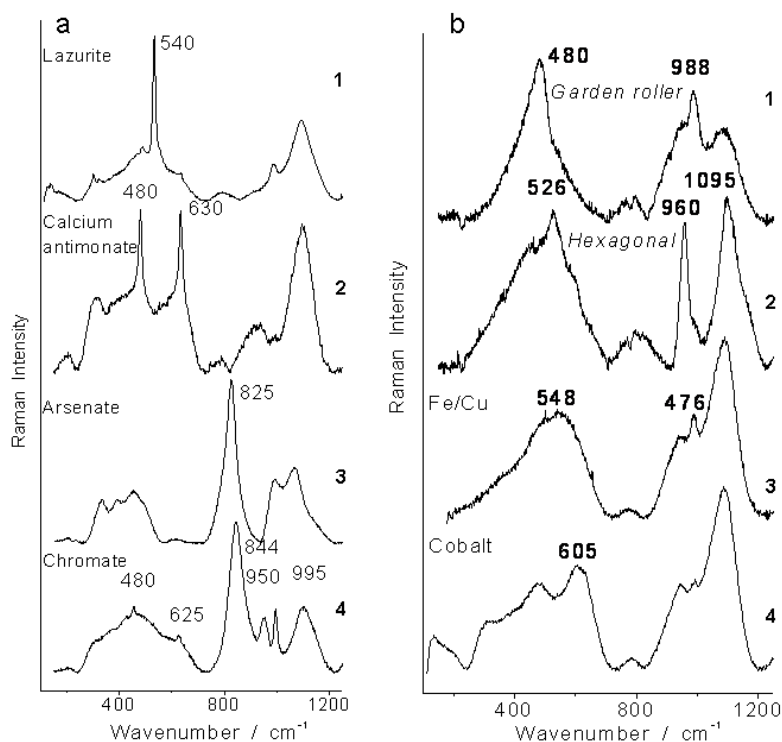 a
Lazurite
540
1
480
630
Calcium
antimonate
2
825
Arsenate
3
844
Chromate
480
950
995
625
4
400
800
1200
Wavenumber / cm⁻¹
Raman Intensity
b
480
988
Garden roller
1
526
1095
960
Hexagonal
2
548
476
Fe/Cu
3
Cobalt
605
4
400
800
1200
Wavenumber / cm⁻¹
Raman Intensity